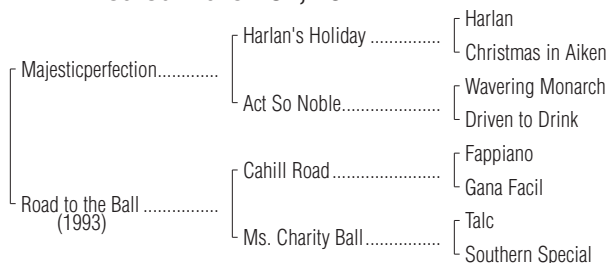 Harlan
Harlan's Holiday ..................
Christmas in Aiken
Majesticperfection.............
Wavering Monarch
Act So Noble.....................
Driven to Drink
Fappiano
Cahill Road ......................
Gana Facil
Road to the Ball ................
(1993)
Talc
Ms. Charity Ball................
Southern Special